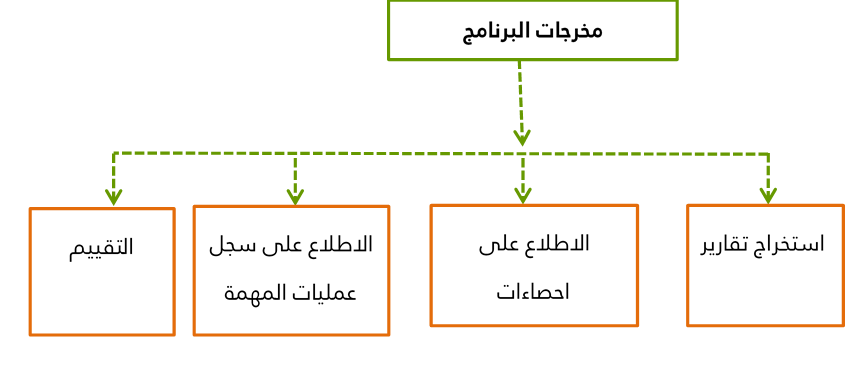 مخرجات البرنامج
استخراج تقارير
الاطلاع على
احصاءات
الاطلاع على سجل
عمليات المهمة
التقييم